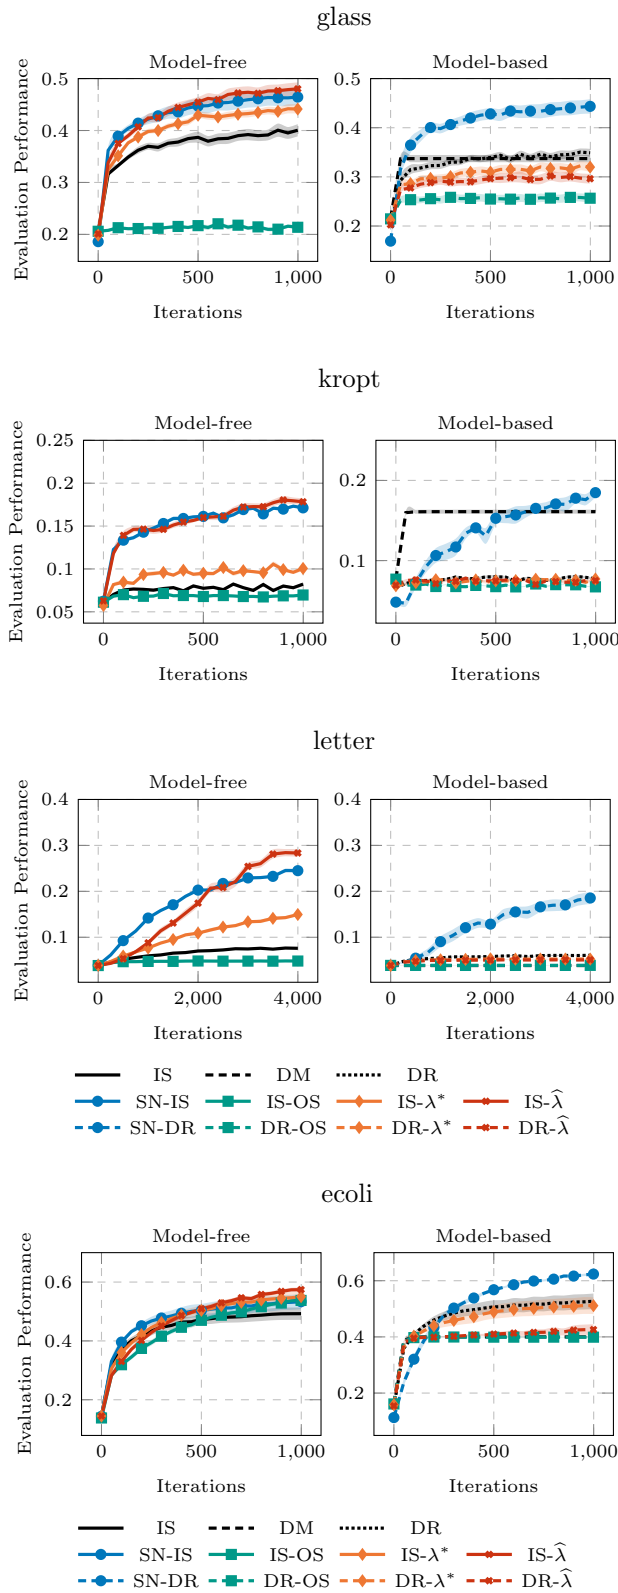 glass
Model-free Model-based
Evaluation Performance
0.5 0.5
0.4 0.4
0.3 0.3
0.2 0.2
0 500 1,000 0 500 1,000
Iterations Iterations
kropt
Model-free Model-based
Evaluation Performance
0.25
0.2 0.2
0.15
0.1 0.1
0.05
0 500 1,000 0 500 1,000
Iterations Iterations
letter
Model-free Model-based
Evaluation Performance
0.4 0.4
0.3 0.3
0.2 0.2
0.1 0.1
0 2,000 4,000 0 2,000 4,000
Iterations Iterations
IS DM DR
SN-IS IS-OS IS-λ* IS-λ̂
SN-DR DR-OS DR-λ* DR-λ̂
ecoli
Model-free Model-based
Evaluation Performance
0.6 0.6
0.4 0.4
0.2 0.2
0 500 1,000 0 500 1,000
Iterations Iterations
IS DM DR
SN-IS IS-OS IS-λ* IS-λ̂
SN-DR DR-OS DR-λ* DR-λ̂